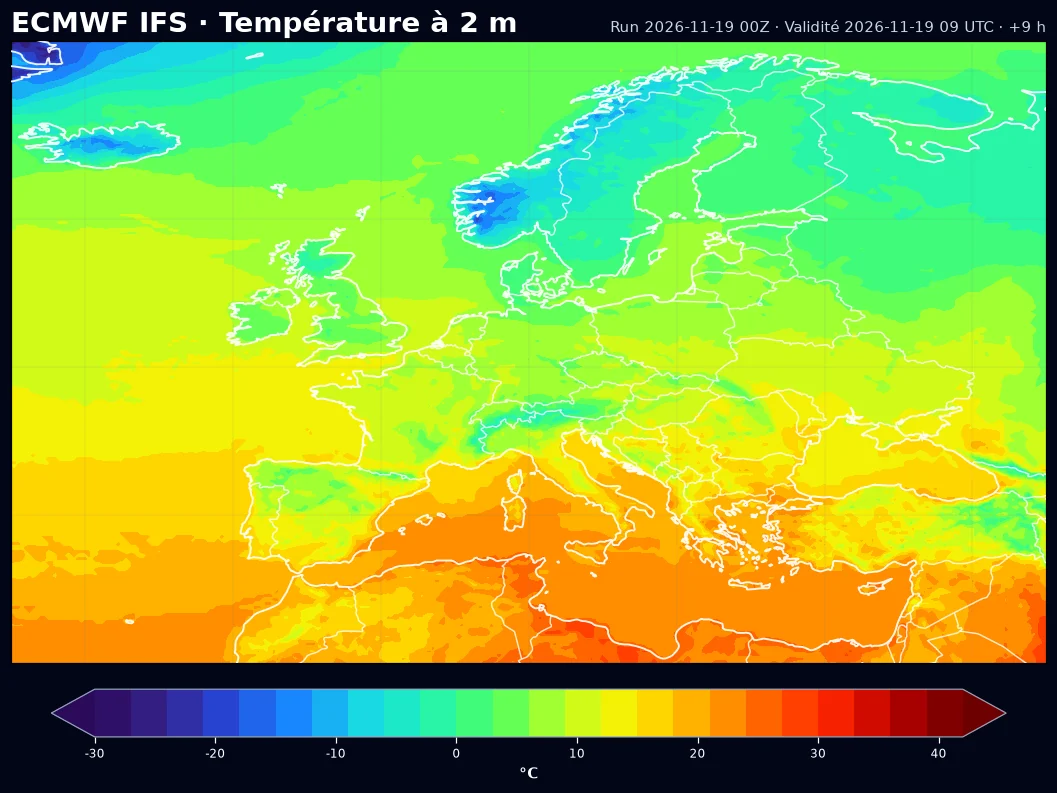 ECMWF IFS · Température à 2 m
Run 2026-11-19 00Z · Validité 2026-11-19 09 UTC · +9 h
-30 -20 -10 0 10 20 30 40
°C